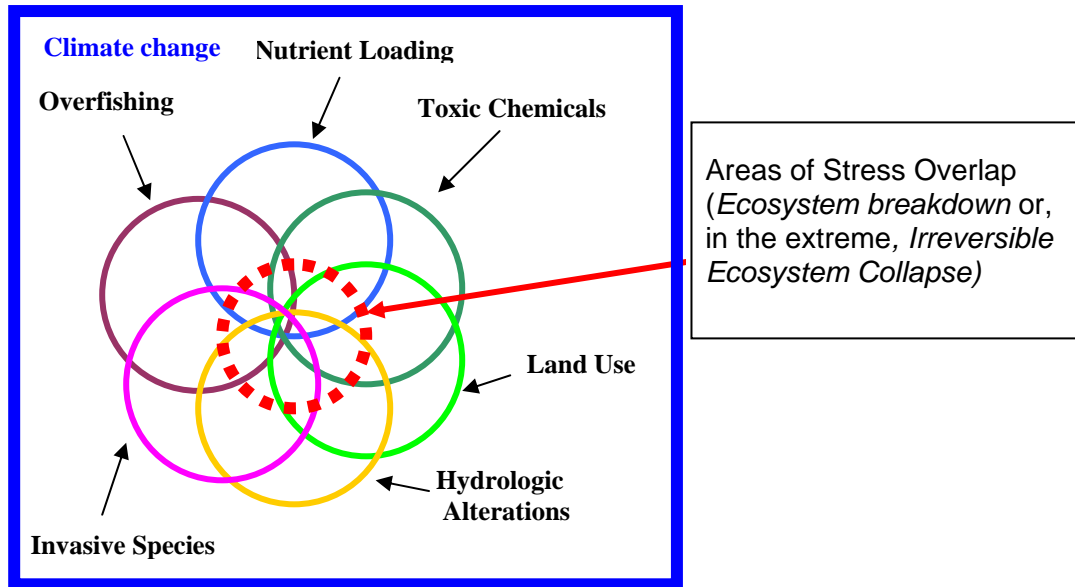 Climate change
Nutrient Loading
Overfishing
Toxic Chemicals
Areas of Stress Overlap
(Ecosystem breakdown or,
in the extreme, Irreversible
Ecosystem Collapse)
Land Use
Hydrologic
Alterations
Invasive Species